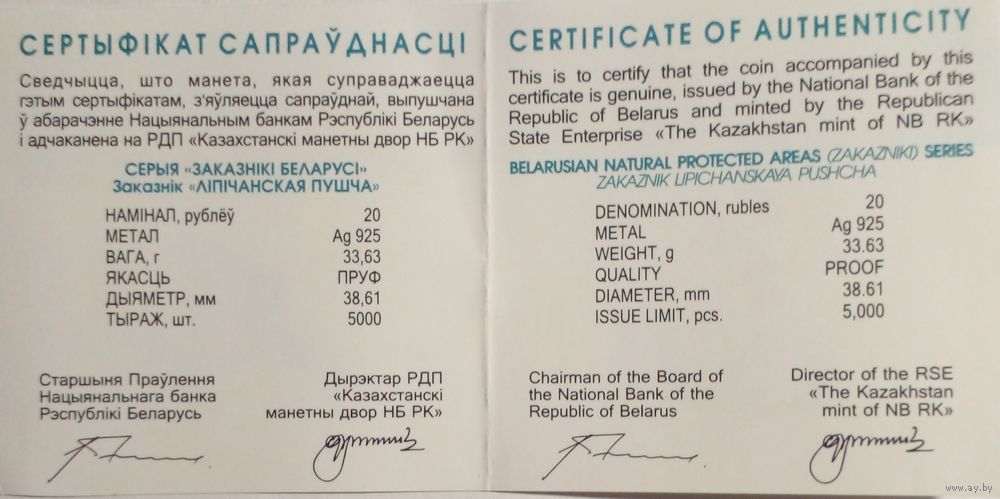 СЕРТЫФІКАТ САПРАЎДНАСЦІ
Сведчыцца, што манета, якая суправаджаецца
гэтым сертыфікатам, з'яўляецца сапраўднай, выпушчана
ў абарачэнне Нацыянальным банкам Рэспублікі Беларусь
і адчаканена на РДП «Казахстанскі манетны двор НБ РК»
СЕРЫЯ «ЗАКАЗНІКІ БЕЛАРУСІ»
Заказнік «ЛІПІЧАНСКАЯ ПУШЧА»
НАМІНАЛ, рублёў 20
МЕТАЛ Ag 925
ВАГА, г 33,63
ЯКАСЦЬ ПРУФ
ДЫЯМЕТР, мм 38,61
ТЫРАЖ, шт. 5000
Старшыня Праўлення
Нацыянальнага банка
Рэспублікі Беларусь
Дырэктар РДП
«Казахстанскі
манетны двор НБ РК»
CERTIFICATE OF AUTHENTICITY
This is to certify that the coin accompanied by this
certificate is genuine, issued by the National Bank of the
Republic of Belarus and minted by the Republican
State Enterprise «The Kazakhstan mint of NB RK»
BELARUSIAN NATURAL PROTECTED AREAS (ZAKAZNIKI) SERIES
ZAKAZNIK LIPICHANSKAYA PUSHCHA
DENOMINATION, rubles 20
METAL Ag 925
WEIGHT, g 33.63
QUALITY PROOF
DIAMETER, mm 38.61
ISSUE LIMIT, pcs. 5,000
Chairman of the Board of
the National Bank of the
Republic of Belarus
Director of the RSE
«The Kazakhstan
mint of NB RK»
www.ay.by